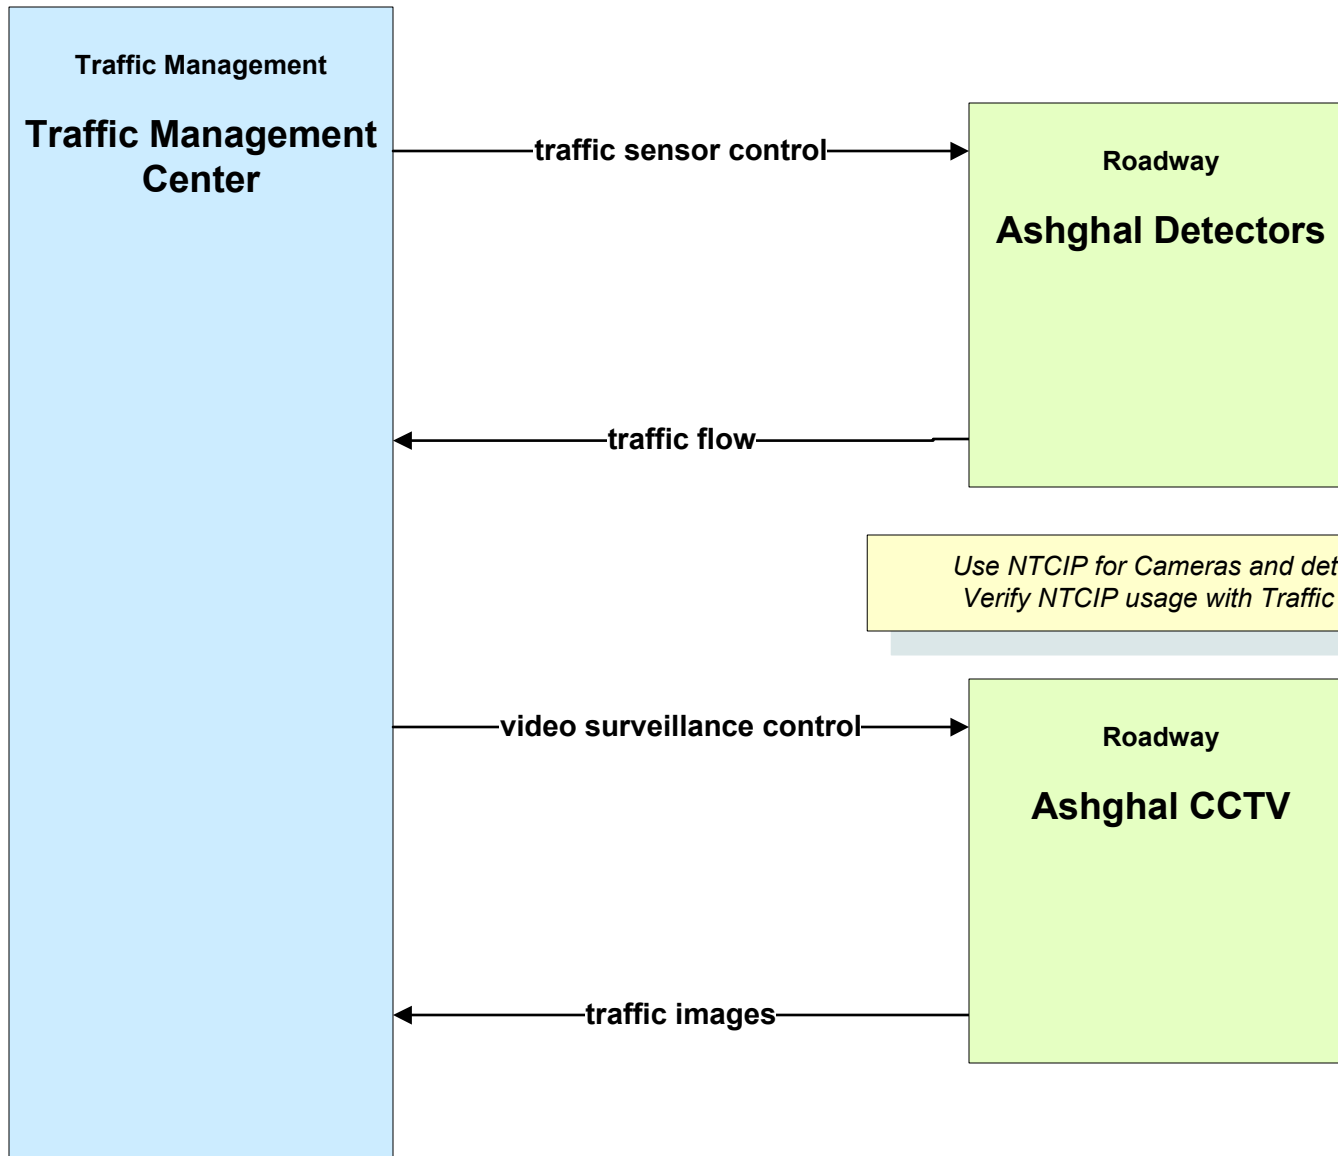 Traffic Management
Traffic Management
Center
traffic sensor control
Roadway
Ashghal Detectors
traffic flow
Use NTCIP for Cameras and det
Verify NTCIP usage with Traffic
video surveillance control
Roadway
Ashghal CCTV
traffic images